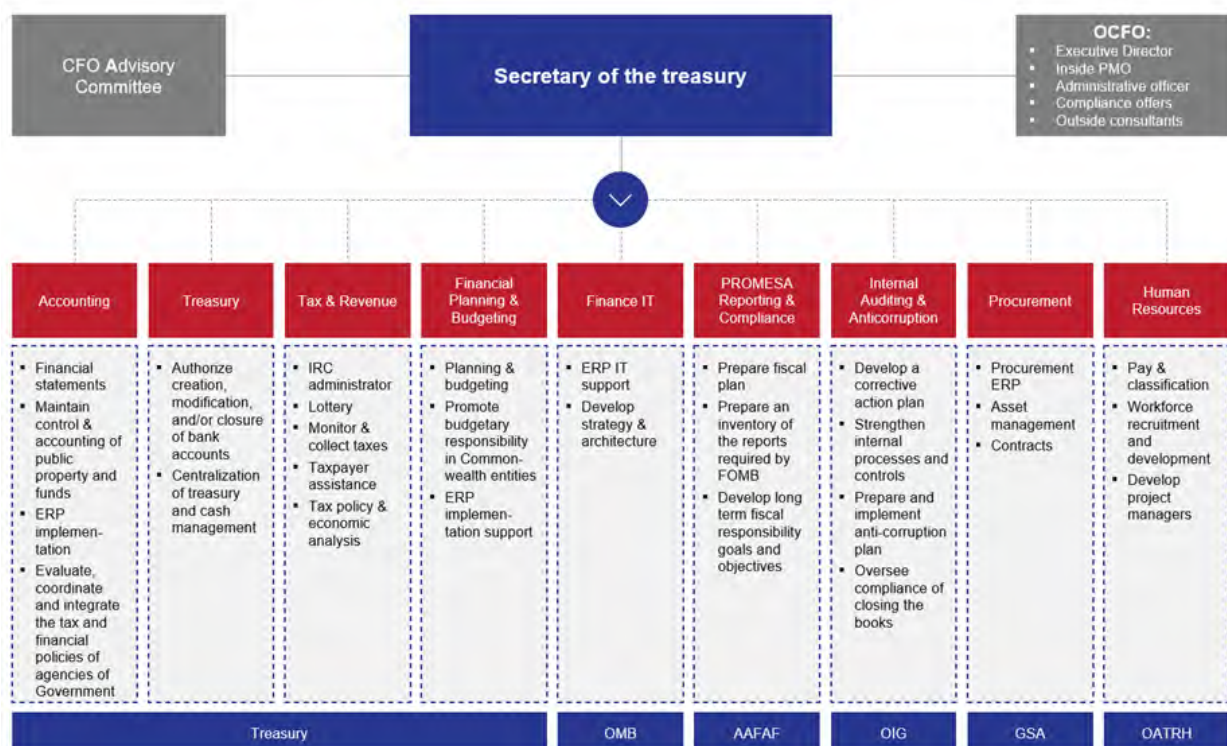 CFO Advisory
Committee
Secretary of the treasury
OCFO:
▪ Executive Director
▪ Inside PMO
▪ Administrative officer
▪ Compliance offers
▪ Outside consultants
Accounting
Treasury
Tax & Revenue
Financial
Planning &
Budgeting
Finance IT
PROMESA
Reporting &
Compliance
Internal
Auditing &
Anticorruption
Procurement
Human
Resources
▪ Financial
statements
▪ Maintain
control &
accounting of
public
property and
funds
▪ ERP
implemen-
tation
▪ Evaluate,
coordinate
and integrate
the tax and
financial
policies of
agencies of
Government
▪ Authorize
creation,
modification,
and/or closure
of bank
accounts
▪ Centralization
of treasury
and cash
management
▪ IRC
administrator
▪ Lottery
▪ Monitor &
collect taxes
▪ Taxpayer
assistance
▪ Tax policy &
economic
analysis
▪ Planning &
budgeting
▪ Promote
budgetary
responsibility
in Common-
wealth entities
▪ ERP
implemen-
tation support
▪ ERP IT
support
▪ Develop
strategy &
architecture
▪ Prepare fiscal
plan
▪ Prepare an
inventory of
the reports
required by
FOMB
▪ Develop long
term fiscal
responsibility
goals and
objectives
▪ Develop a
corrective
action plan
▪ Strengthen
internal
processes and
controls
▪ Prepare and
implement
anti-corruption
plan
▪ Oversee
compliance of
closing the
books
▪ Procurement
ERP
▪ Asset
management
▪ Contracts
▪ Pay &
classification
▪ Workforce
recruitment
and
development
▪ Develop
project
managers
Treasury
OMB
AAFAF
OIG
GSA
OATRH